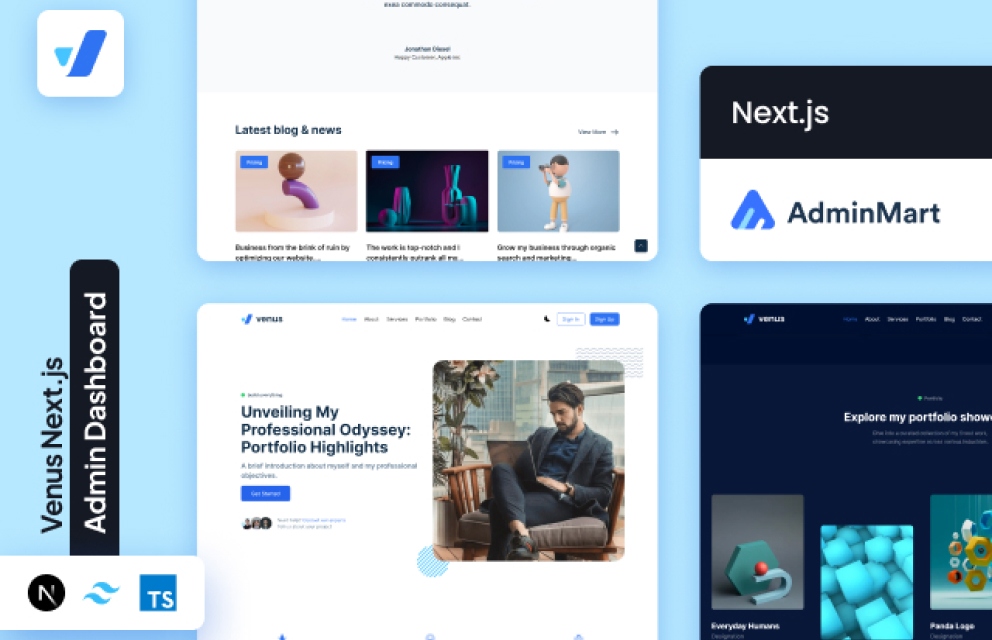 exea commodo consequat.
Jonathan Diesel
Happy Customer,
Latest blog & news
View More
Pricing
Pricing
Pricing
Business from the brink of ruin by
optimizing our website....
The work is top-notch and I
consistently outrank all my...
Grow my business through organic
search and marketing...
Next.js
AdminMart
Venus Next.js
Admin Dashboard
N
TS
venus
Home About Services Portfolio Blog Contact
Sign In
Sign Up
Unveiling My
Professional Odyssey:
Portfolio Highlights
A brief introduction about myself and my professional
objectives.
Get Started
venus
Home About Services Portfolio Blog Contact
Portfolio
Explore my portfolio showc
Everyday Humans
Designation
Panda Logo
Designation